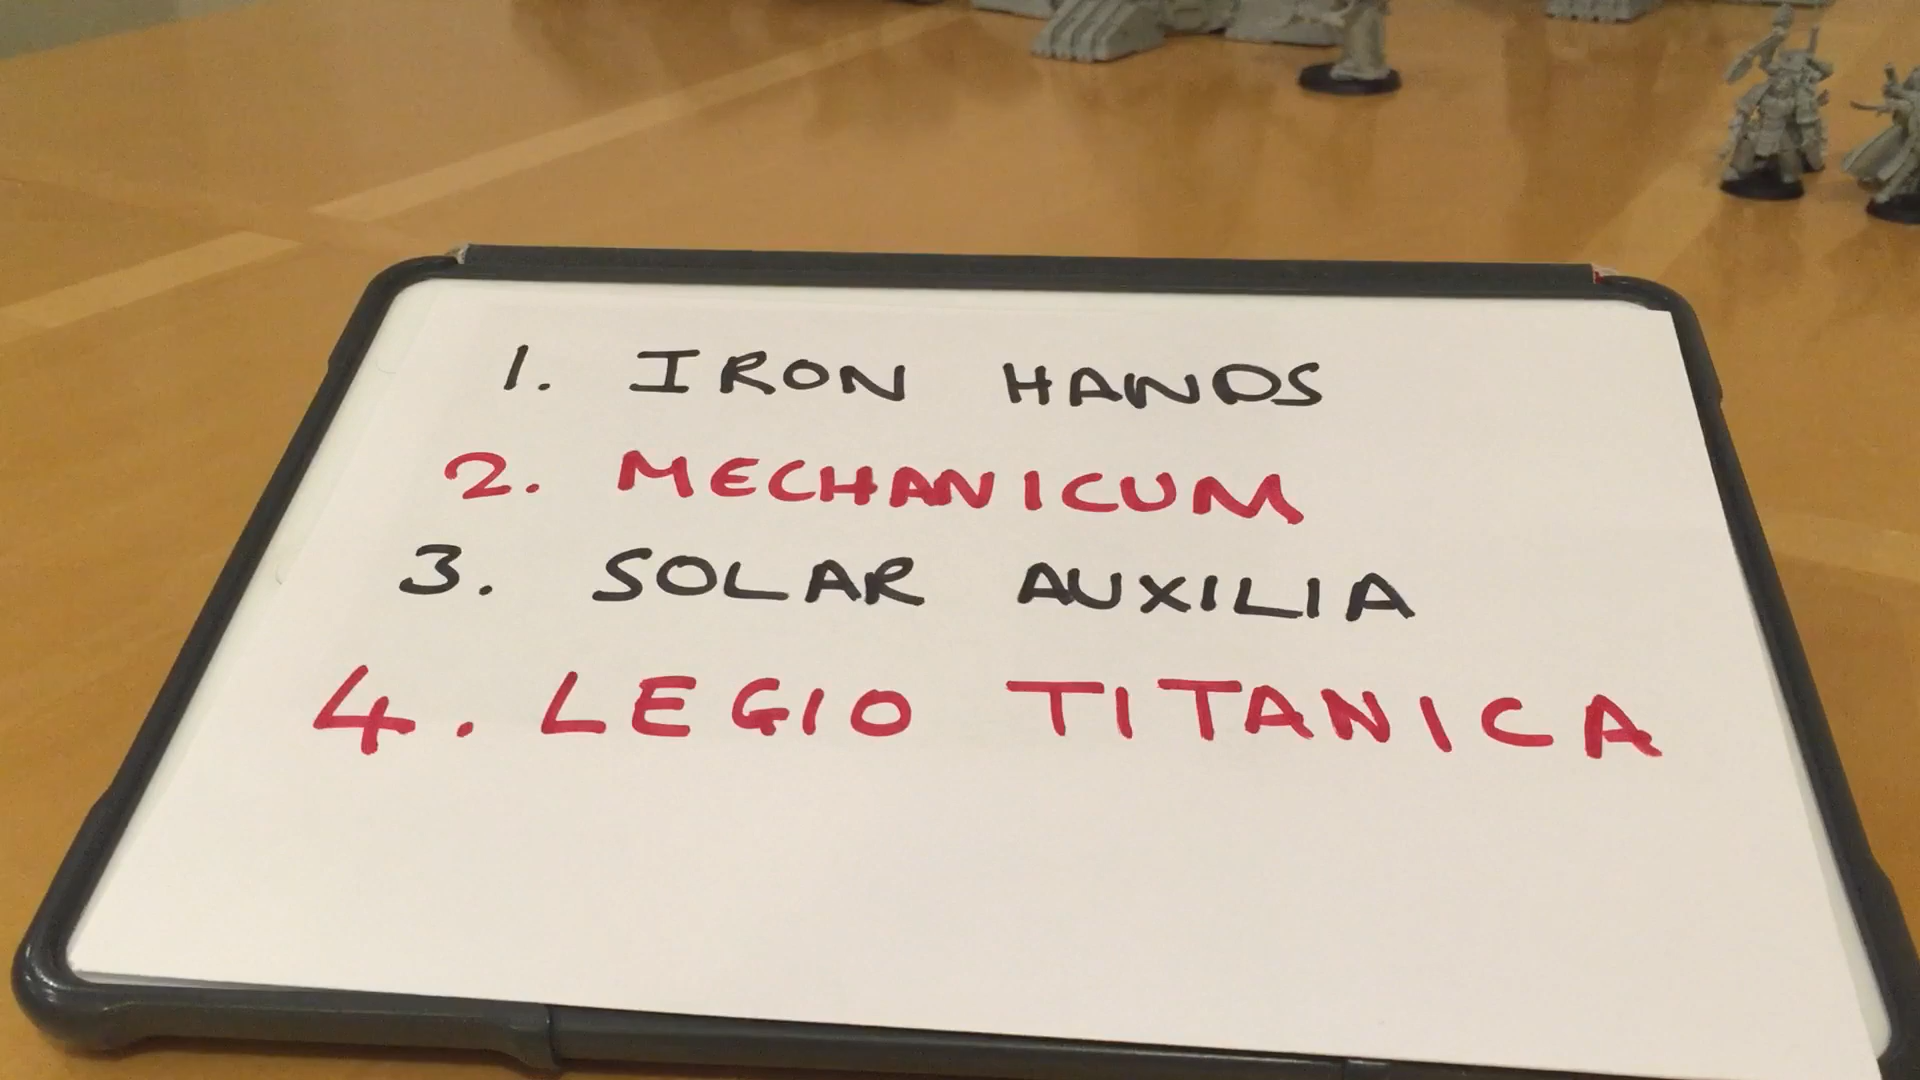 1. IRON HANDS
2. MECHANICUM
3. SOLAR AUXILIA
4. LEGIO TITANICA